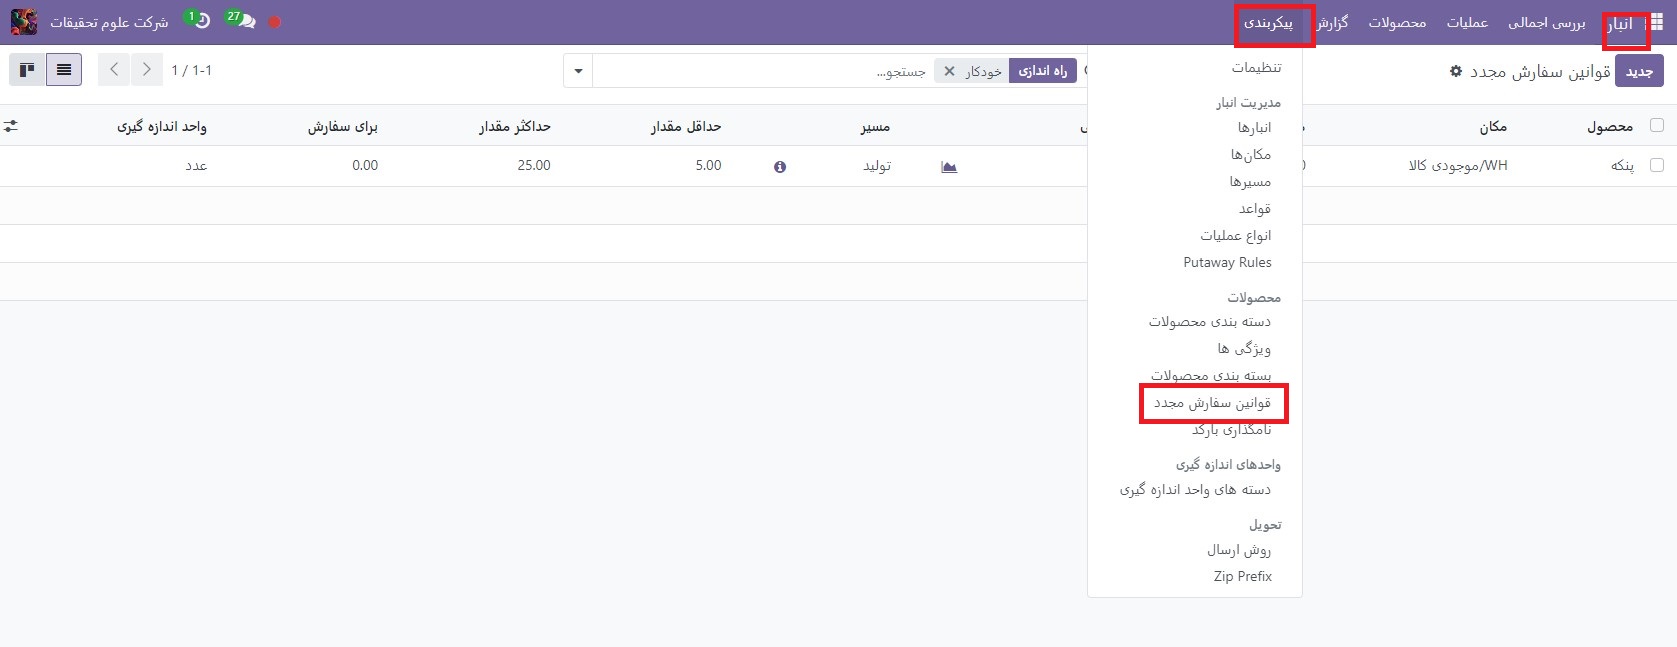 انبار بررسی اجمالی عملیات محصولات گزارش پیکربندی 27 1 شرکت علوم تحقیقات
جدید قوانین سفارش مجدد راه اندازی خودکار جستجو... 1 / 1-1
محصول مکان مسیر حداقل مقدار حداکثر مقدار برای سفارش واحد اندازه گیری
پنکه WH/موجودی کالا تولید 5.00 25.00 0.00 عدد
تنظیمات
مدیریت انبار
انبارها
مکان‌ها
مسیرها
قواعد
انواع عملیات
Putaway Rules
محصولات
دسته بندی محصولات
ویژگی ها
بسته بندی محصولات
قوانین سفارش مجدد
نامگذاری بارکد
واحدهای اندازه گیری
دسته های واحد اندازه گیری
تحویل
روش ارسال
Zip Prefix